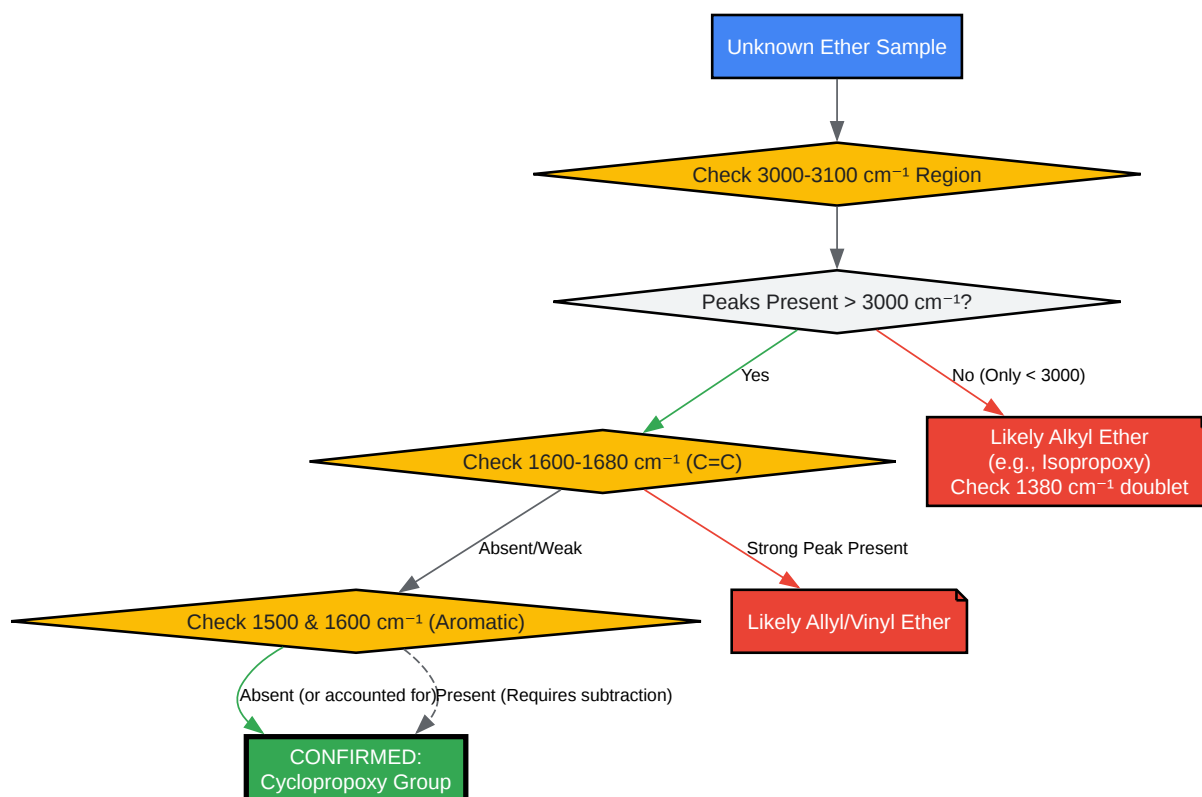 Unknown Ether Sample
Check 3000-3100 cm⁻¹ Region
Peaks Present > 3000 cm⁻¹?
Yes
No (Only < 3000)
Likely Alkyl Ether
(e.g., Isopropoxy)
Check 1380 cm⁻¹ doublet
Check 1600-1680 cm⁻¹ (C=C)
Absent/Weak
Strong Peak Present
Check 1500 & 1600 cm⁻¹ (Aromatic)
Likely Allyl/Vinyl Ether
Absent (or accounted for)
Present (Requires subtraction)
CONFIRMED:
Cyclopropoxy Group